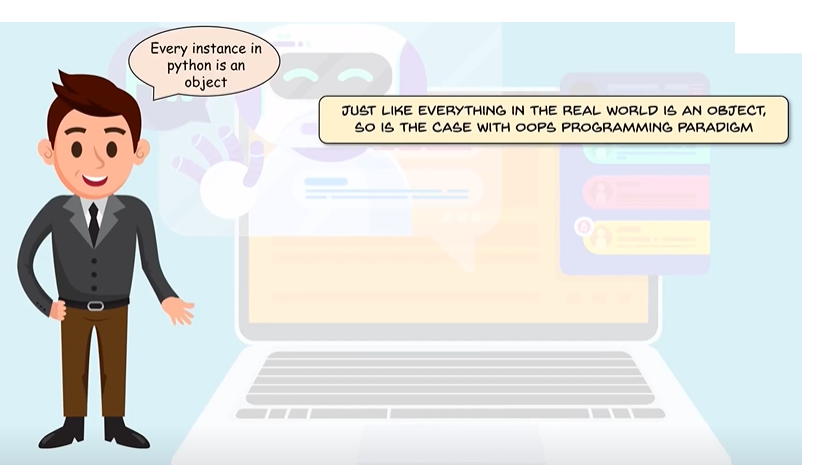 Every instance in
python is an
object
JUST LIKE EVERYTHING IN THE REAL WORLD IS AN OBJECT,
SO IS THE CASE WITH OOPS PROGRAMMING PARADIGM